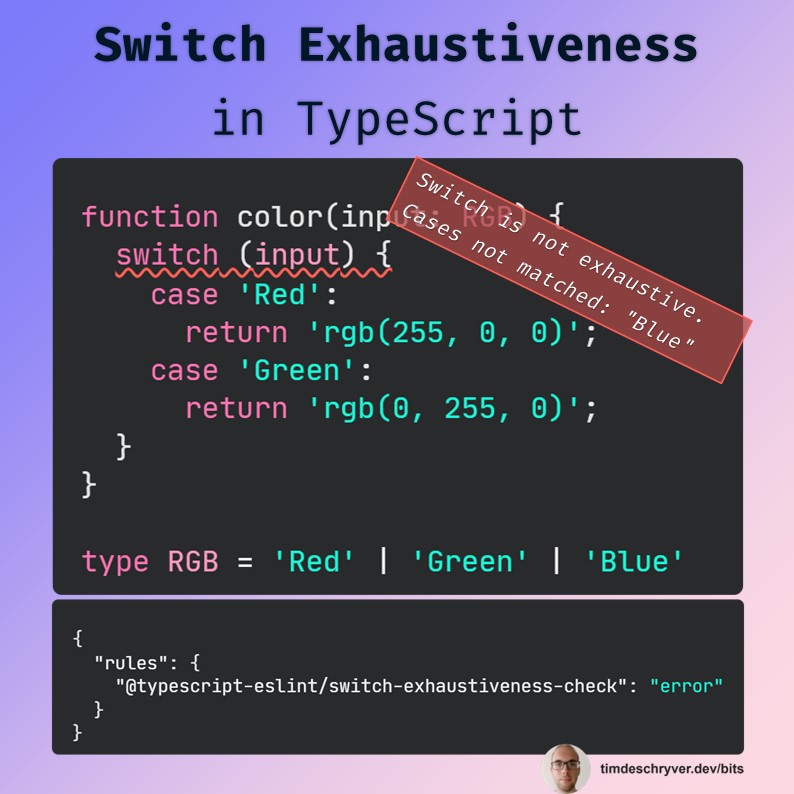 Switch Exhaustiveness
in TypeScript
function color(input: RGB) {
  switch (input) {
    case 'Red':
      return 'rgb(255, 0, 0)';
    case 'Green':
      return 'rgb(0, 255, 0)';
  }
}
Switch is not exhaustive.
Cases not matched: "Blue"
type RGB = 'Red' | 'Green' | 'Blue'
{
  "rules": {
    "@typescript-eslint/switch-exhaustiveness-check": "error"
  }
}
timdeschryver.dev/bits